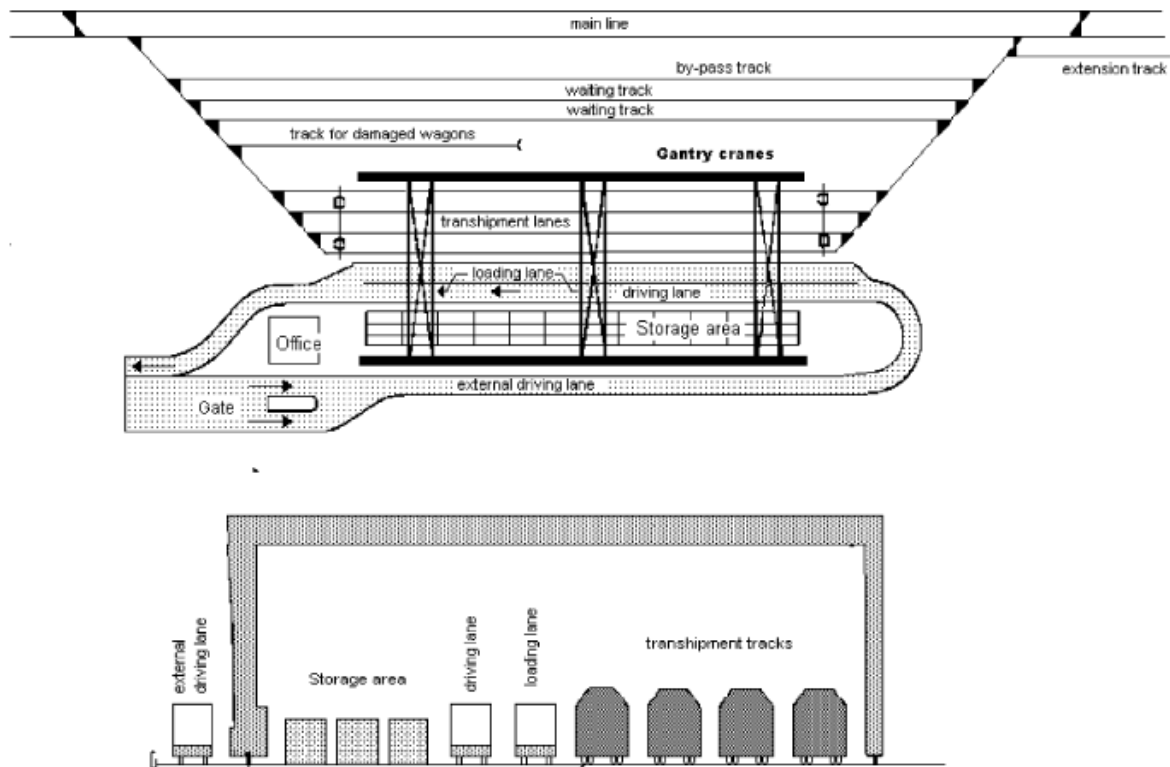 main line
by-pass track
extension track
waiting track
waiting track
track for damaged wagons
Gantry cranes
transhipment lanes
loading lane
driving lane
Storage area
Office
external driving lane
Gate
external
driving lane
Storage area
driving lane
loading lane
transhipment tracks